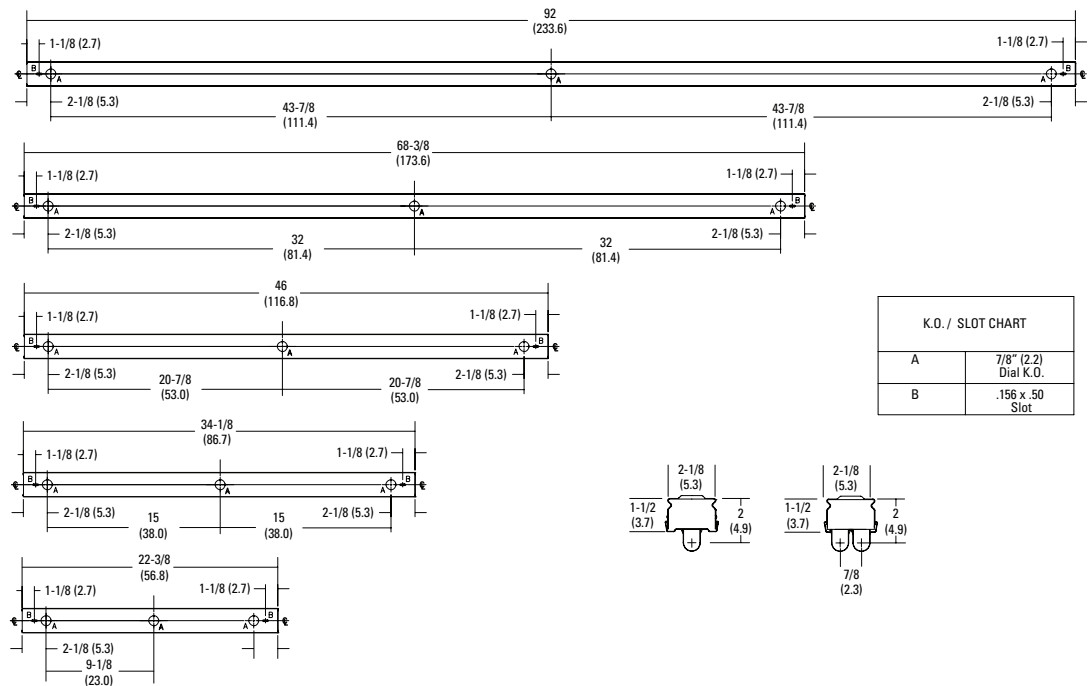 92
(233.6)
1-1/8 (2.7)
1-1/8 (2.7)
B
B
A
A
A
2-1/8 (5.3)
43-7/8
(111.4)
43-7/8
(111.4)
2-1/8 (5.3)
68-3/8
(173.6)
1-1/8 (2.7)
1-1/8 (2.7)
B
B
A
A
A
2-1/8 (5.3)
32
(81.4)
32
(81.4)
2-1/8 (5.3)
46
(116.8)
1-1/8 (2.7)
1-1/8 (2.7)
B
B
A
A
A
2-1/8 (5.3)
20-7/8
(53.0)
20-7/8
(53.0)
2-1/8 (5.3)
K.O. / SLOT CHART
A 7/8" (2.2)
Dial K.O.
B .156 x .50
Slot
34-1/8
(86.7)
1-1/8 (2.7)
1-1/8 (2.7)
B
B
A
A
A
2-1/8 (5.3)
15
(38.0)
15
(38.0)
2-1/8 (5.3)
2-1/8
(5.3)
1-1/2
(3.7)
2
(4.9)
2-1/8
(5.3)
1-1/2
(3.7)
2
(4.9)
7/8
(2.3)
22-3/8
(56.8)
1-1/8 (2.7)
1-1/8 (2.7)
B
B
A
A
A
2-1/8 (5.3)
9-1/8
(23.0)